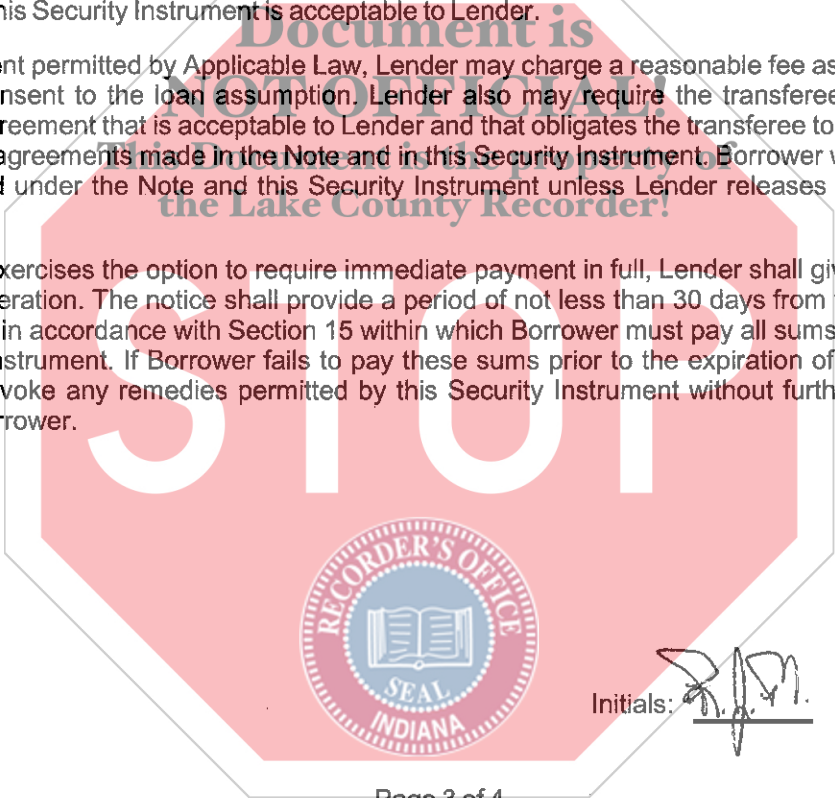 his Security Instrument is acceptable to Lender.
Document is
nt permitted by Applicable Law, Lender may charge a reasonable fee as
NOT OFFICIAL!
nsent to the loan assumption. Lender also may require the transferee
reement that is acceptable to Lender and that obligates the transferee to
This Document is the property of
agreements made in the Note and in this Security Instrument. Borrower
under the Note and this Security Instrument unless Lender releases
the Lake County Recorder!
xercises the option to require immediate payment in full, Lender shall giv
eration. The notice shall provide a period of not less than 30 days from
in accordance with Section 15 within which Borrower must pay all sums
strument. If Borrower fails to pay these sums prior to the expiration of
voke any remedies permitted by this Security Instrument without furth
rrower.
STOP
RECORDER'S OFFICE
SEAL
INDIANA
Initials:
Page 3 of 4